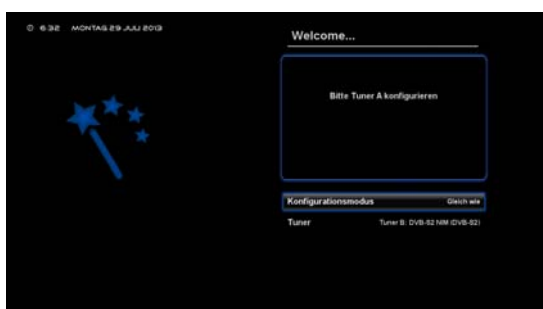 6:32 MONTAG 29 JULI 2013
Welcome...
Bitte Tuner A konfigurieren
Konfigurationsmodus Gleich wie
Tuner Tuner B: DVB-S2 NIM (DVB-S2)